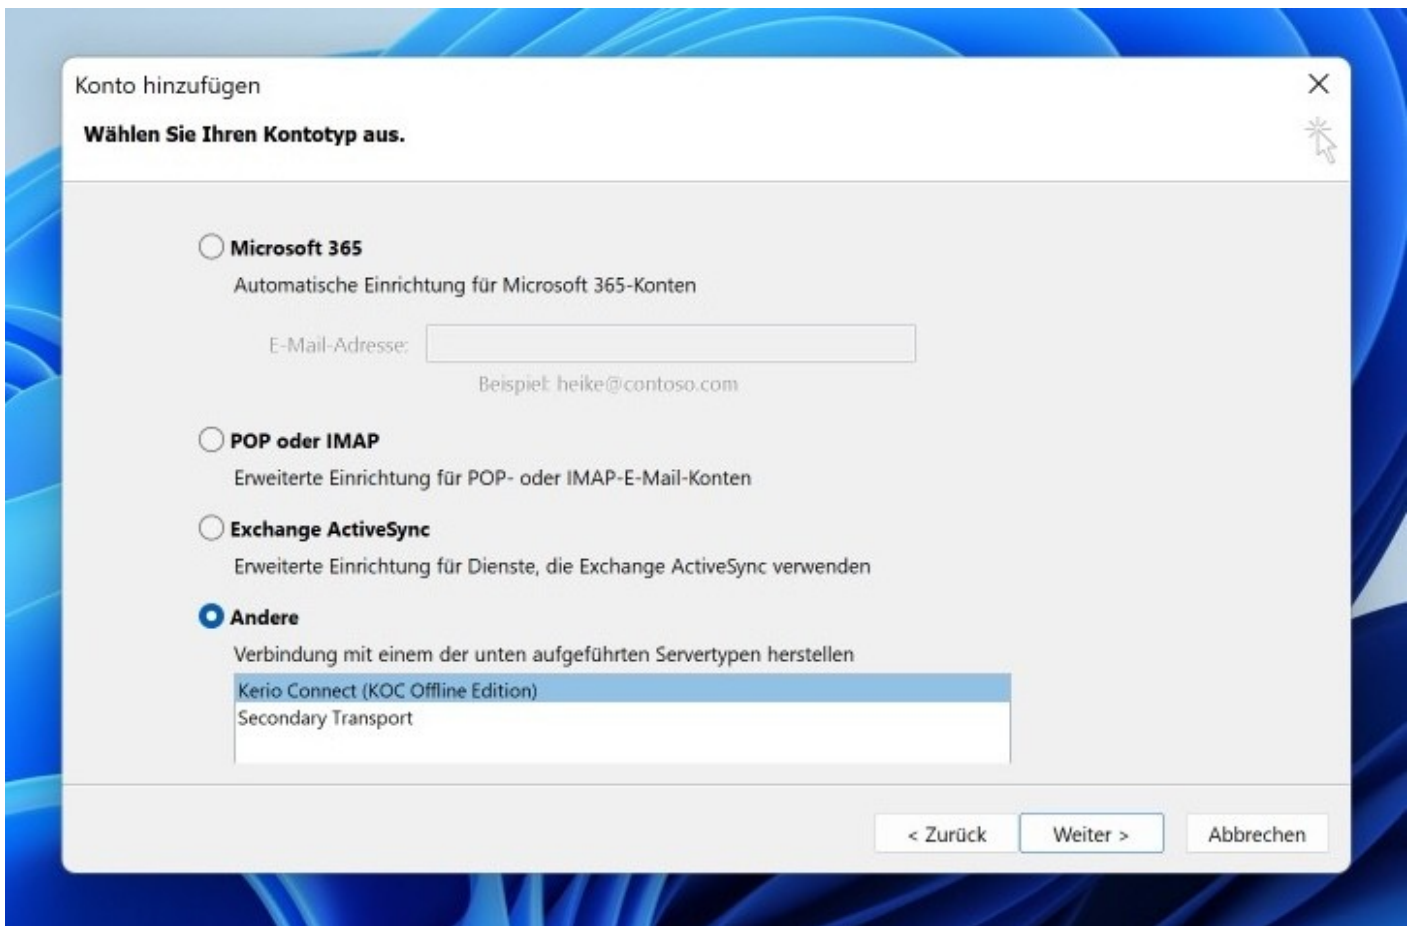 Konto hinzufügen
Wählen Sie Ihren Kontotyp aus.
Microsoft 365
Automatische Einrichtung für Microsoft 365-Konten
E-Mail-Adresse:
Beispiel: heike@contoso.com
POP oder IMAP
Erweiterte Einrichtung für POP- oder IMAP-E-Mail-Konten
Exchange ActiveSync
Erweiterte Einrichtung für Dienste, die Exchange ActiveSync verwenden
Andere
Verbindung mit einem der unten aufgeführten Servertypen herstellen
Kerio Connect (KOC Offline Edition)
Secondary Transport
< Zurück Weiter > Abbrechen